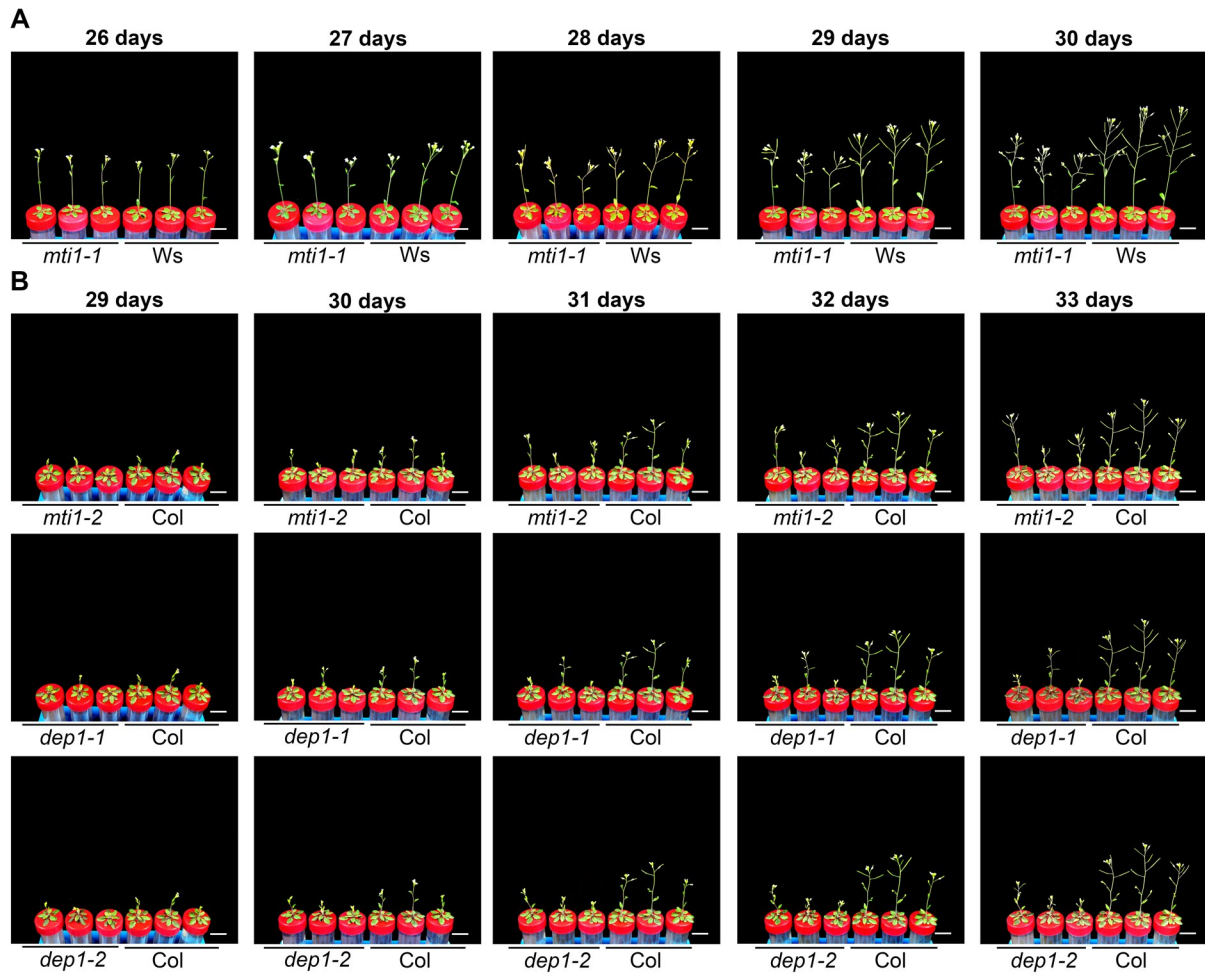 A
26 days 27 days 28 days 29 days 30 days
mti1-1 Ws mti1-1 Ws mti1-1 Ws mti1-1 Ws mti1-1 Ws
B
29 days 30 days 31 days 32 days 33 days
mti1-2 Col mti1-2 Col mti1-2 Col mti1-2 Col mti1-2 Col
dep1-1 Col dep1-1 Col dep1-1 Col dep1-1 Col dep1-1 Col
dep1-2 Col dep1-2 Col dep1-2 Col dep1-2 Col dep1-2 Col